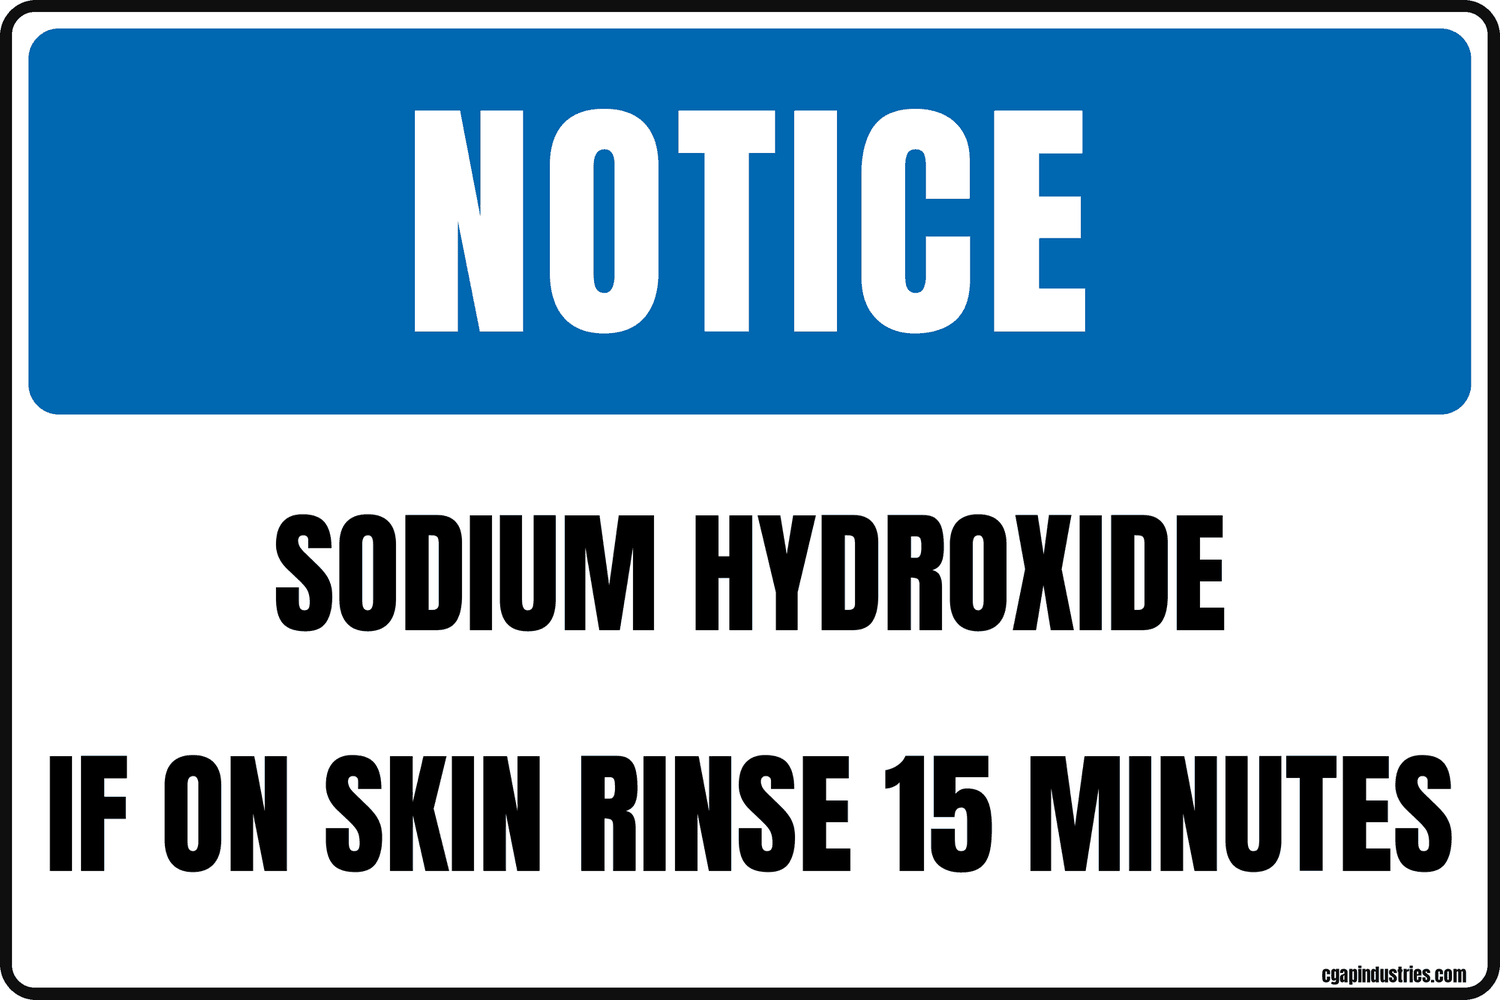 NOTICE
SODIUM HYDROXIDE
IF ON SKIN RINSE 15 MINUTES
cgapindustries.com